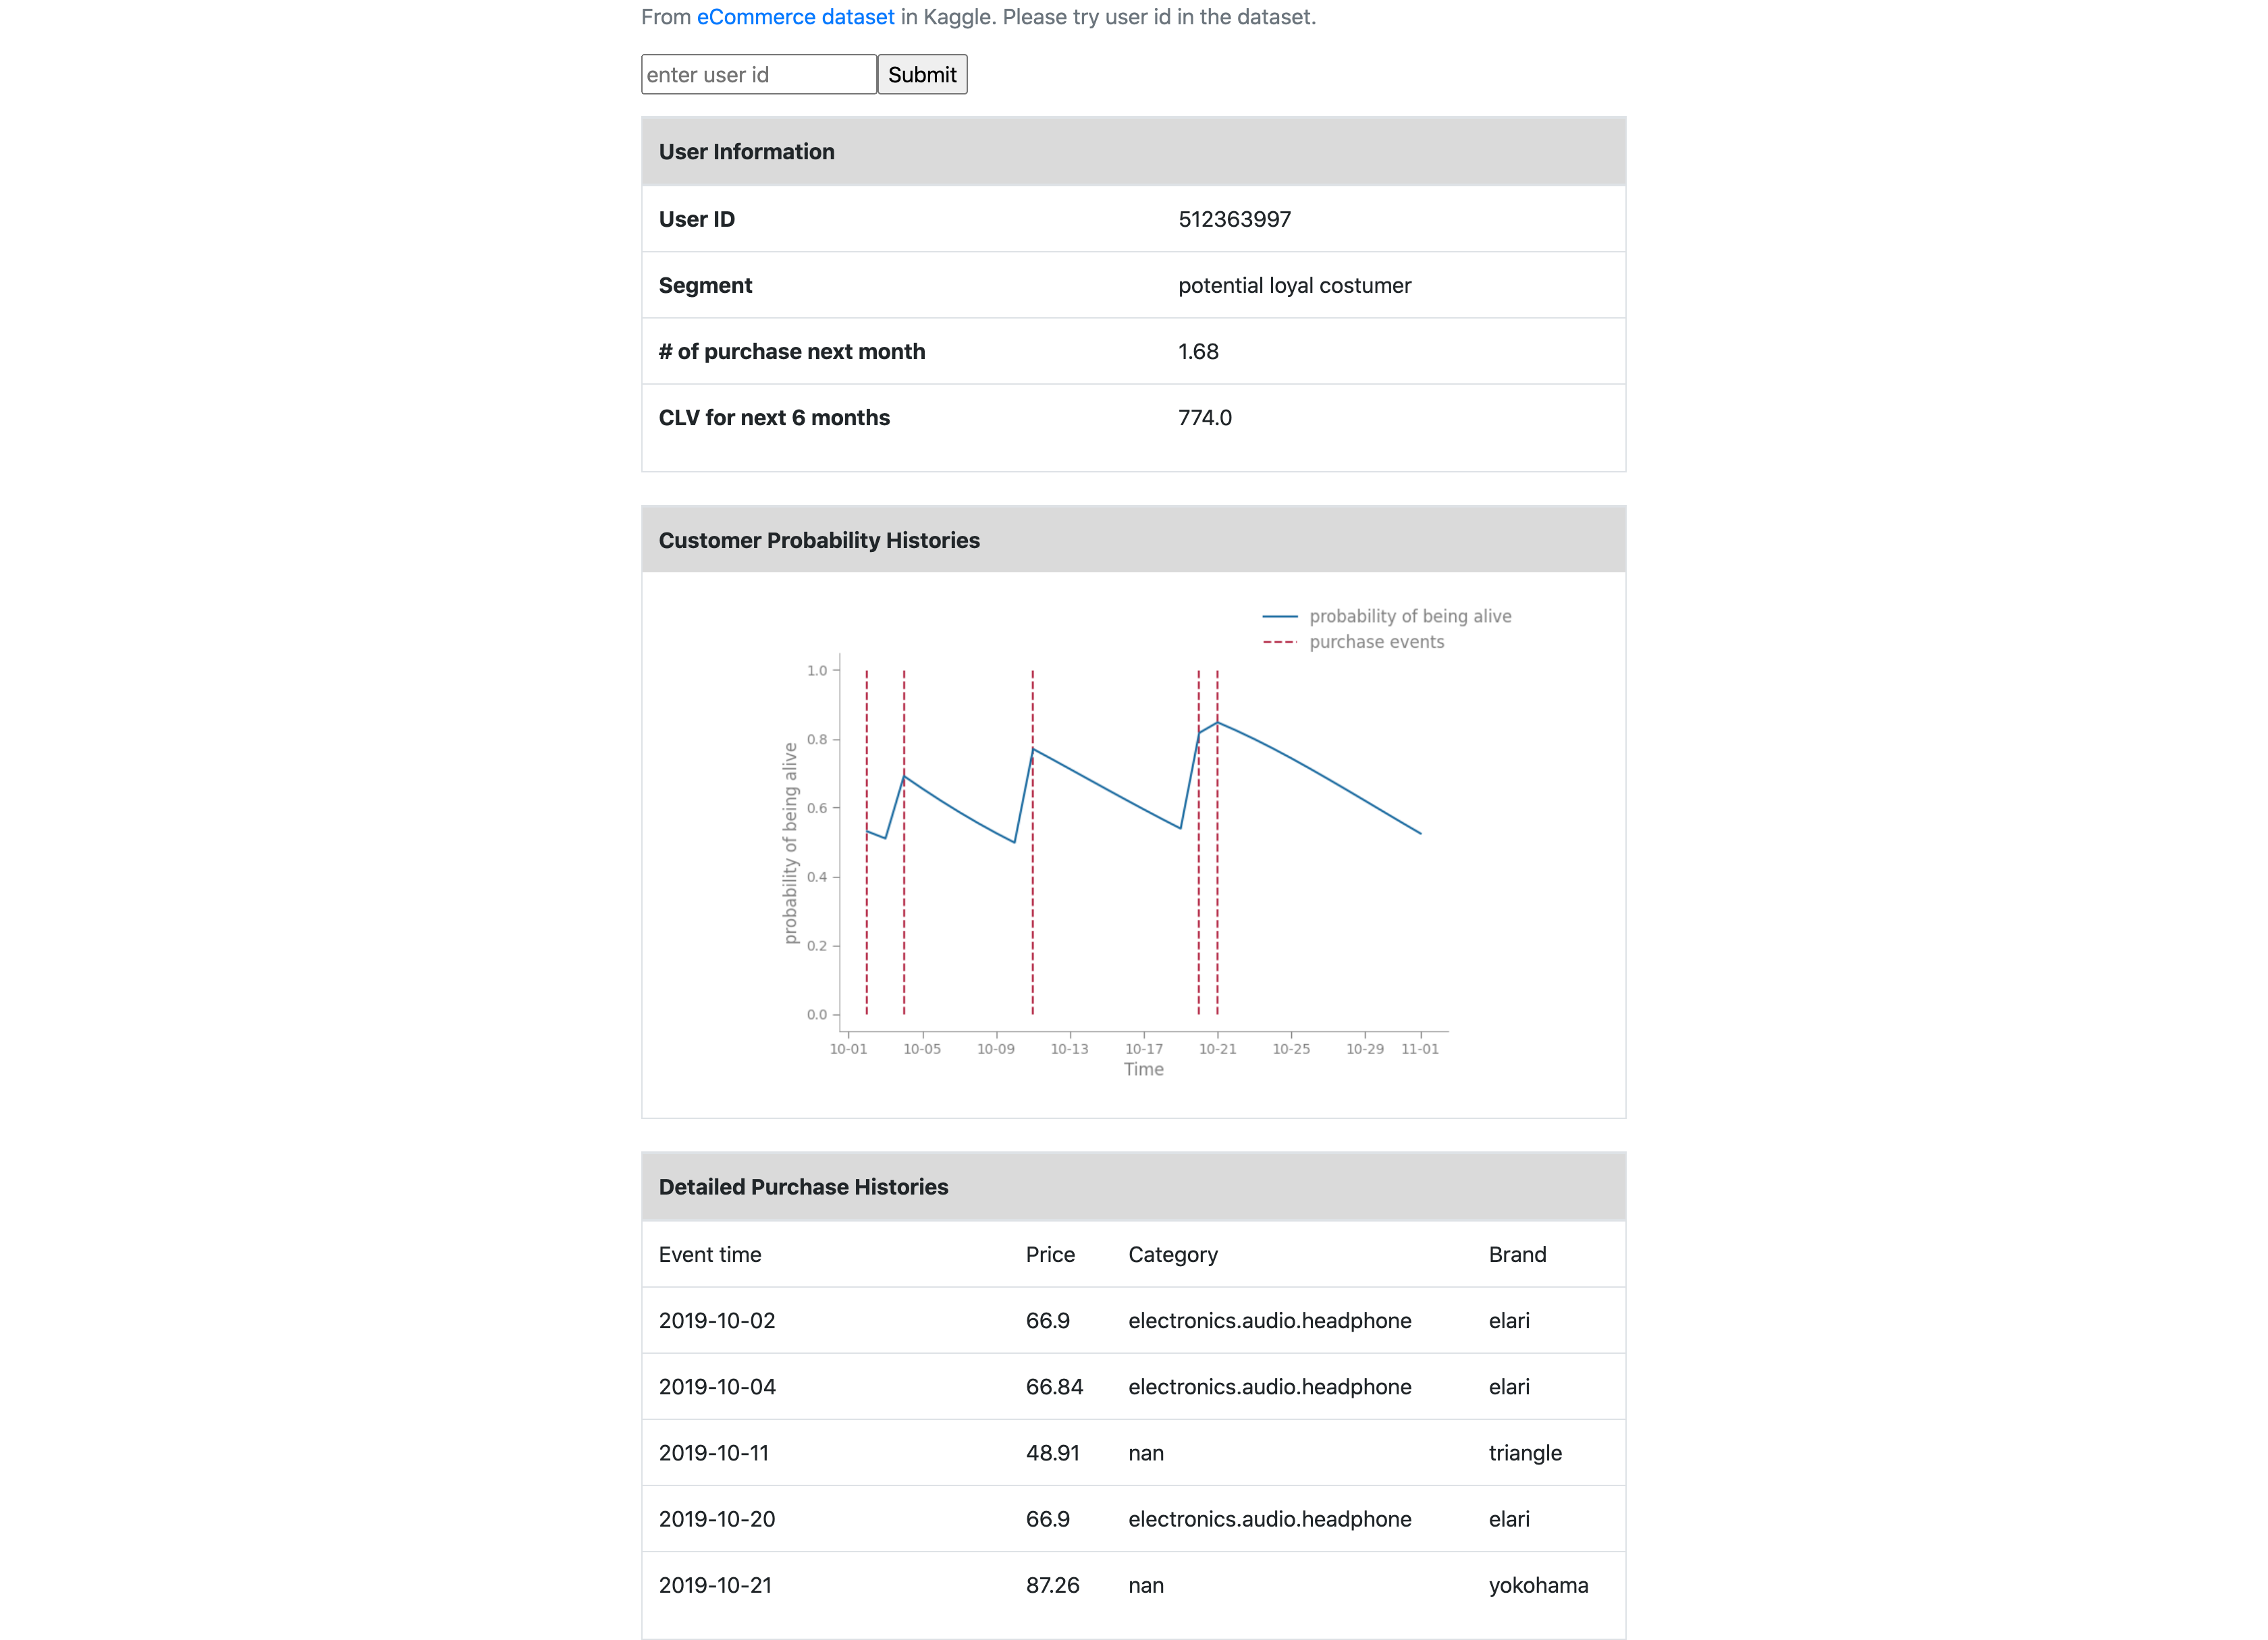 From eCommerce dataset in Kaggle. Please try user id in the dataset.
enter user id Submit
User Information
User ID 512363997
Segment potential loyal costumer
# of purchase next month 1.68
CLV for next 6 months 774.0
Customer Probability Histories
probability of being alive
purchase events
probability of being alive
1.0
0.8
0.6
0.4
0.2
0.0
10-01 10-05 10-09 10-13 10-17 10-21 10-25 10-29 11-01
Time
Detailed Purchase Histories
Event time Price Category Brand
2019-10-02 66.9 electronics.audio.headphone elari
2019-10-04 66.84 electronics.audio.headphone elari
2019-10-11 48.91 nan triangle
2019-10-20 66.9 electronics.audio.headphone elari
2019-10-21 87.26 nan yokohama